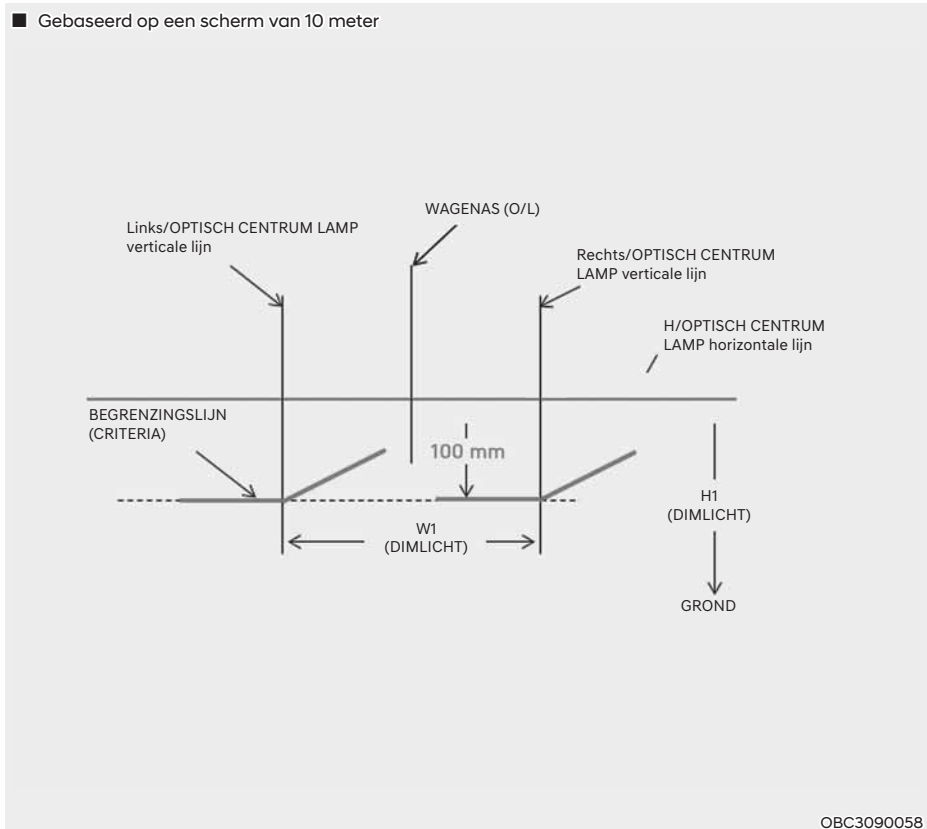 ■ Gebaseerd op een scherm van 10 meter
WAGENAS (O/L)
Links/OPTISCH CENTRUM LAMP
verticale lijn
Rechts/OPTISCH CENTRUM
LAMP verticale lijn
H/OPTISCH CENTRUM
LAMP horizontale lijn
BEGRENZINGSLIJN
(CRITERIA)
100 mm
H1
(DIMLICHT)
W1
(DIMLICHT)
GROND
OBC3090058